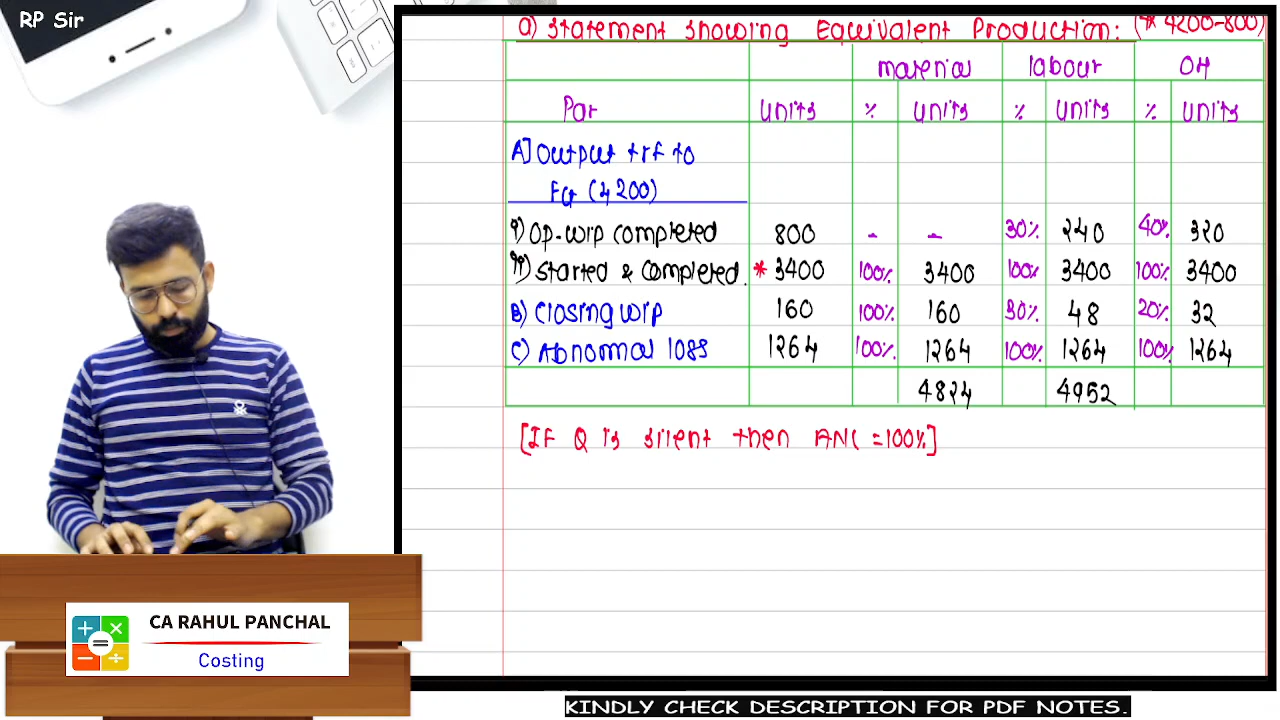 RP Sir
a) Statement Showing Equivalent Production: (* 4200-800)
material labour OH
Par units % units % units % units
A] Output trf to
FG (4200)
i) Op-wip completed 800 - - 30% 240 40% 320
ii) Started & Completed. * 3400 100% 3400 100% 3400 100% 3400
B) Closing wip 160 100% 160 30% 48 20% 32
C) Abnormal loss 1264 100% 1264 100% 1264 100% 1264
4824 4952
[IF Q is silent then AN( =100%]
CA RAHUL PANCHAL
Costing
KINDLY CHECK DESCRIPTION FOR PDF NOTES.